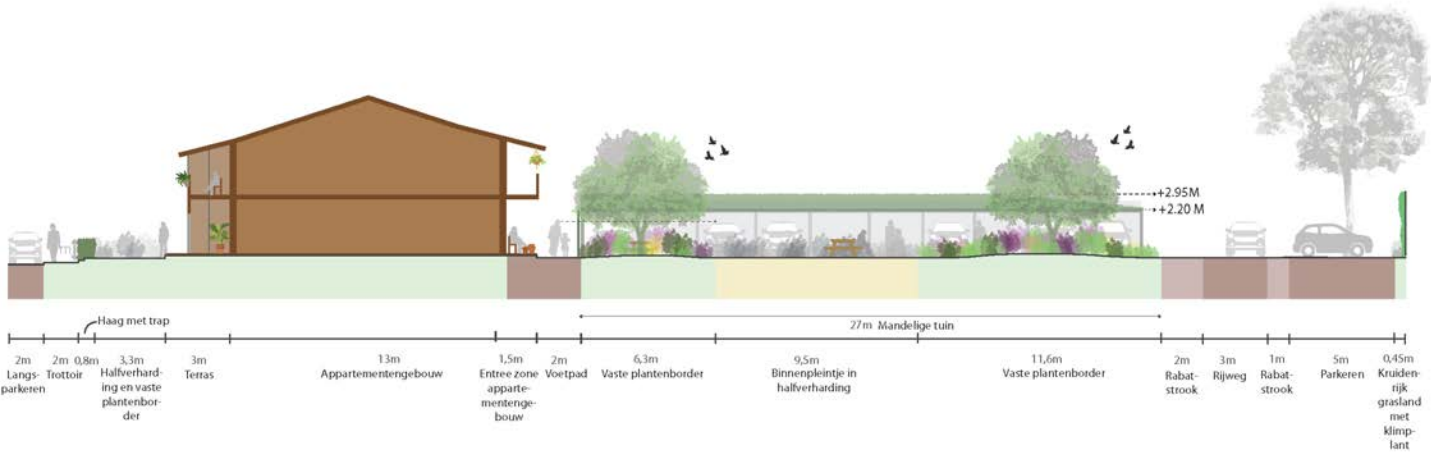 +2.95M
+2.20 M
Haag met trap
27m Mandelige tuin
2m
Langs-
parkeren
2m
Trottoir
0,8m
3,3m
Halfverhard-
ing en vaste
plantenbor-
der
3m
Terras
13m
Appartementengebouw
1,5m
Entree zone
apparte-
mentenge-
bouw
2m
Voetpad
6,3m
Vaste plantenborder
9,5m
Binnenpleintje in
halfverharding
11,6m
Vaste plantenborder
2m
Rabat-
strook
3m
Rijweg
1m
Rabat-
strook
5m
Parkeren
0,45m
Kruiden-
rijk
grasland
met
klimp-
lant